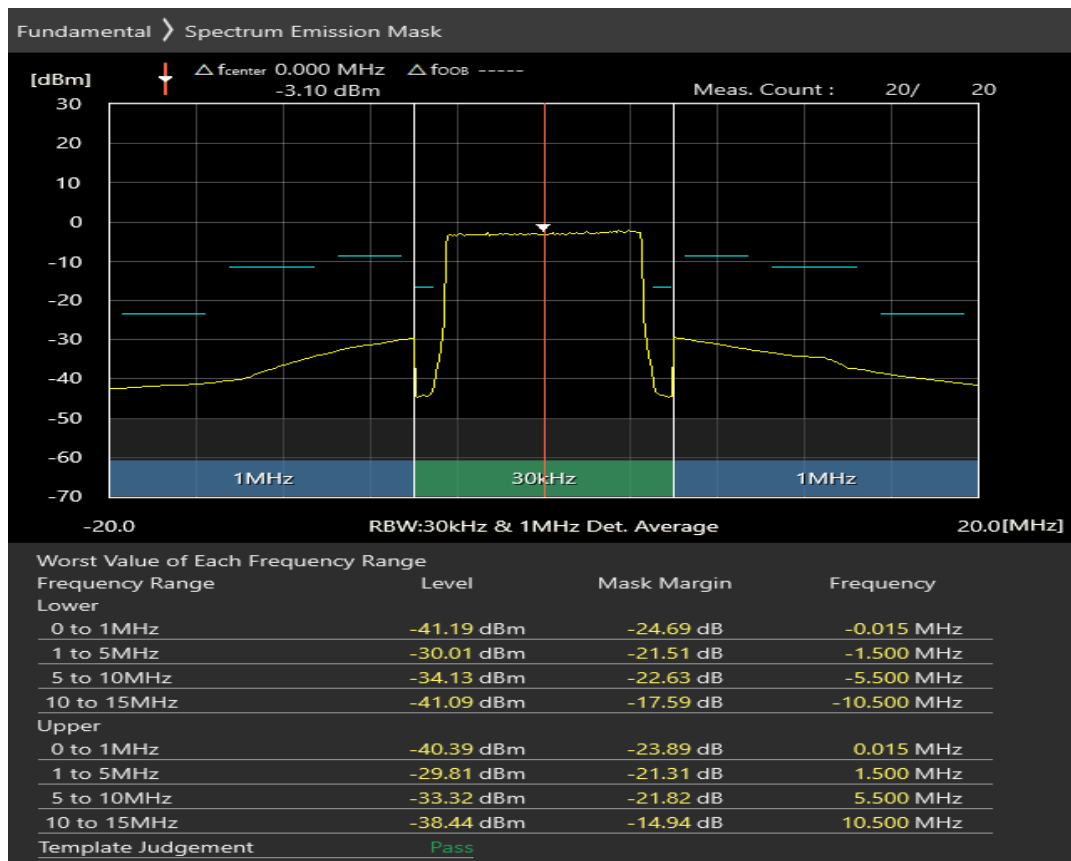 Fundamental ❯ Spectrum Emission Mask
[dBm] △ fcenter 0.000 MHz △ fOOB -----
-3.10 dBm Meas. Count : 20/ 20
30
20
10
0
-10
-20
-30
-40
-50
-60
-70
1MHz 30kHz 1MHz
-20.0 RBW:30kHz & 1MHz Det. Average 20.0[MHz]
Worst Value of Each Frequency Range
Frequency Range Level Mask Margin Frequency
Lower
0 to 1MHz -41.19 dBm -24.69 dB -0.015 MHz
1 to 5MHz -30.01 dBm -21.51 dB -1.500 MHz
5 to 10MHz -34.13 dBm -22.63 dB -5.500 MHz
10 to 15MHz -41.09 dBm -17.59 dB -10.500 MHz
Upper
0 to 1MHz -40.39 dBm -23.89 dB 0.015 MHz
1 to 5MHz -29.81 dBm -21.31 dB 1.500 MHz
5 to 10MHz -33.32 dBm -21.82 dB 5.500 MHz
10 to 15MHz -38.44 dBm -14.94 dB 10.500 MHz
Template Judgement Pass